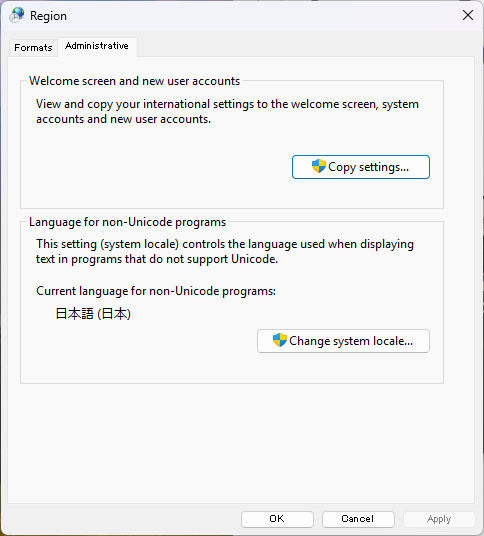 Region
Formats
Administrative
Welcome screen and new user accounts
View and copy your international settings to the welcome screen, system
accounts and new user accounts.
Copy settings...
Language for non-Unicode programs
This setting (system locale) controls the language used when displaying
text in programs that do not support Unicode.
Current language for non-Unicode programs:
日本語 (日本)
Change system locale...
OK
Cancel
Apply